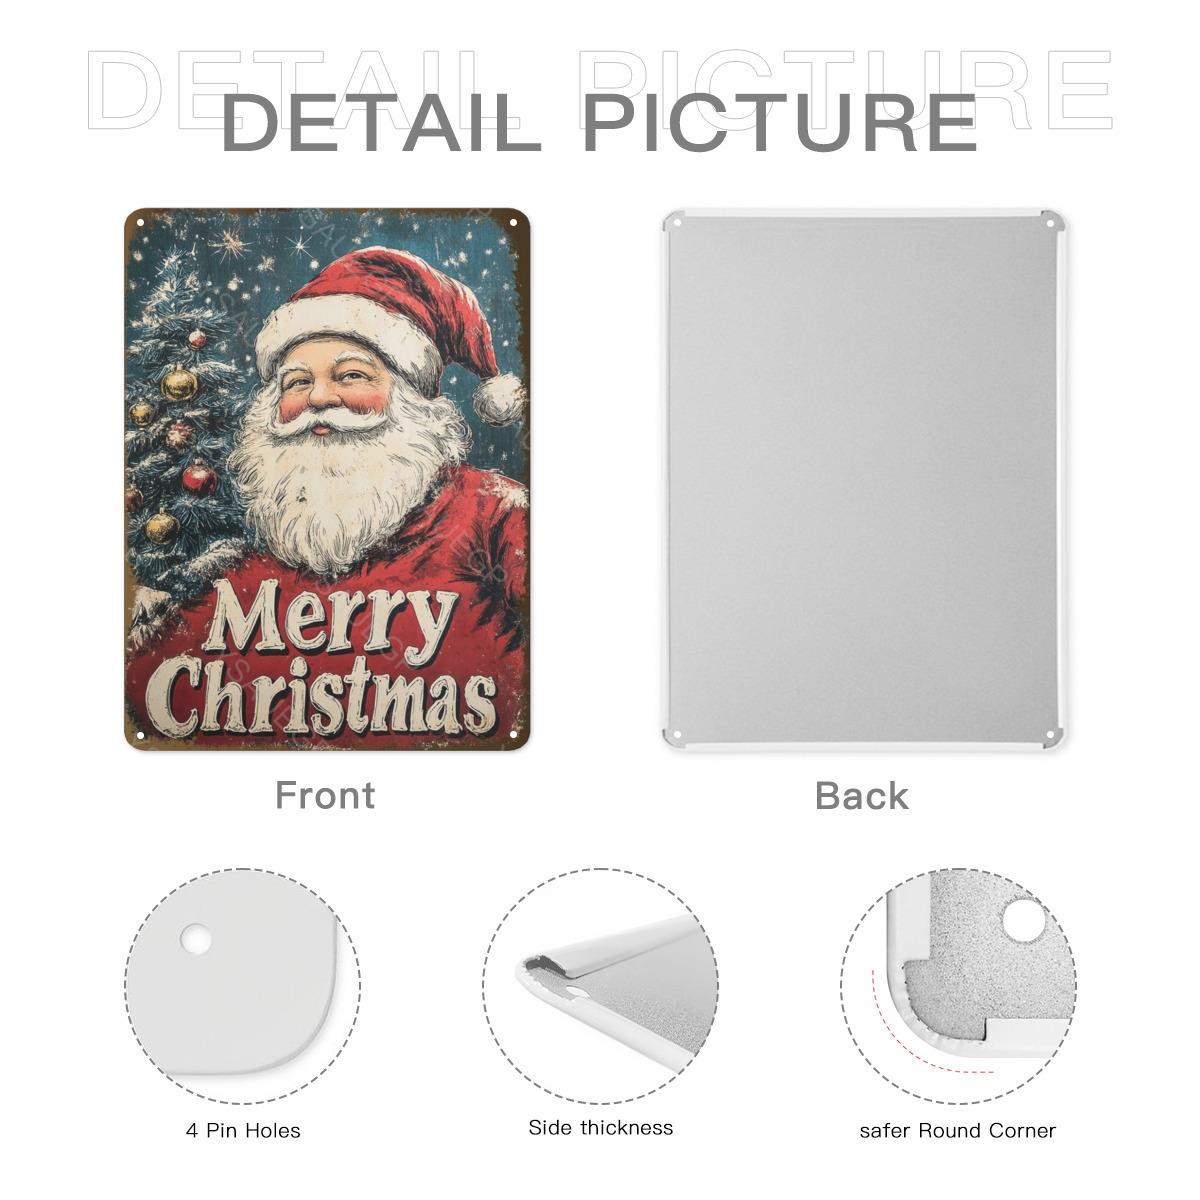 DETAIL PICTURE
DETAIL PICTURE
Merry
Christmas
Front
Back
4 Pin Holes
Side thickness
safer Round Corner